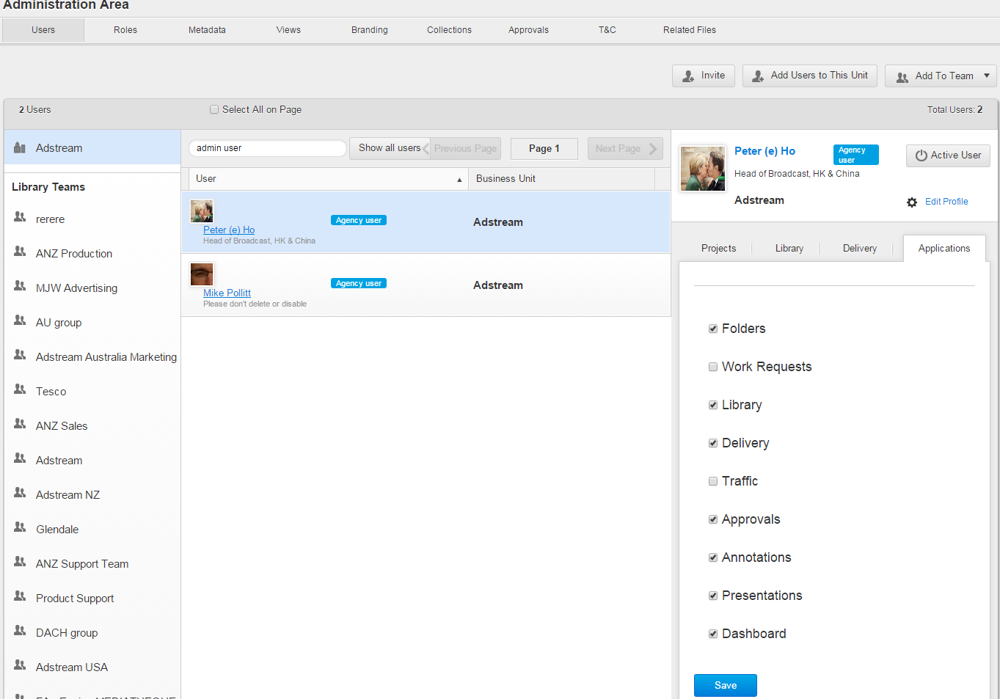 Administration Area
Users Roles Metadata Views Branding Collections Approvals T&C Related Files
Invite Add Users to This Unit Add To Team
2 Users Select All on Page Total Users: 2
Adstream
Library Teams
rerere
ANZ Production
MJW Advertising
AU group
Adstream Australia Marketing
Tesco
ANZ Sales
Adstream
Adstream NZ
Glendale
ANZ Support Team
Product Support
DACH group
Adstream USA
admin user Show all users Previous Page Page 1 Next Page
User Business Unit
Peter (e) Ho Agency user Adstream
Head of Broadcast, HK & China
Mike Pollitt Agency user Adstream
Please don't delete or disable
Peter (e) Ho Agency user Active User
Head of Broadcast, HK & China
Adstream Edit Profile
Projects Library Delivery Applications
Folders
Work Requests
Library
Delivery
Traffic
Approvals
Annotations
Presentations
Dashboard
Save